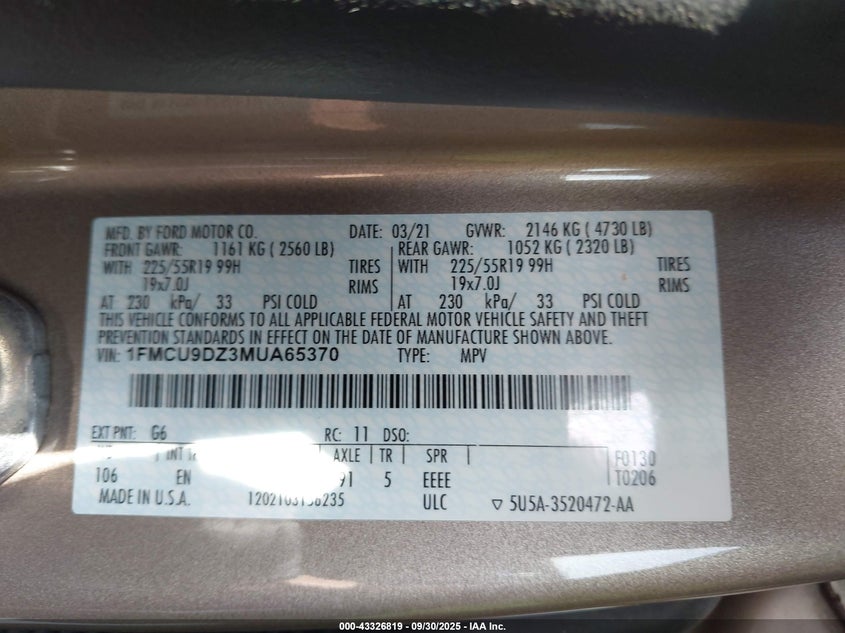 MFD. BY FORD MOTOR CO. DATE: 03/21 GVWR: 2146 KG ( 4730 LB)
FRONT GAWR: 1161 KG ( 2560 LB) REAR GAWR: 1052 KG ( 2320 LB)
WITH 225/55R19 99H TIRES WITH 225/55R19 99H TIRES
19x7.0J RIMS 19x7.0J RIMS
AT 230 kPa/ 33 PSI COLD AT 230 kPa/ 33 PSI COLD
THIS VEHICLE CONFORMS TO ALL APPLICABLE FEDERAL MOTOR VEHICLE SAFETY AND THEFT
PREVENTION STANDARDS IN EFFECT ON THE DATE OF MANUFACTURE SHOWN ABOVE.
VIN: 1FMCU9DZ3MUA65370 TYPE: MPV
EXT PNT: G6 RC: 11 DSO:
INT AXLE TR SPR F0130
106 EN 91 5 EEEE T0206
MADE IN U.S.A. ULC ▽ 5U5A-3520472-AA
000-43326819 - 09/30/2025 - IAA Inc.